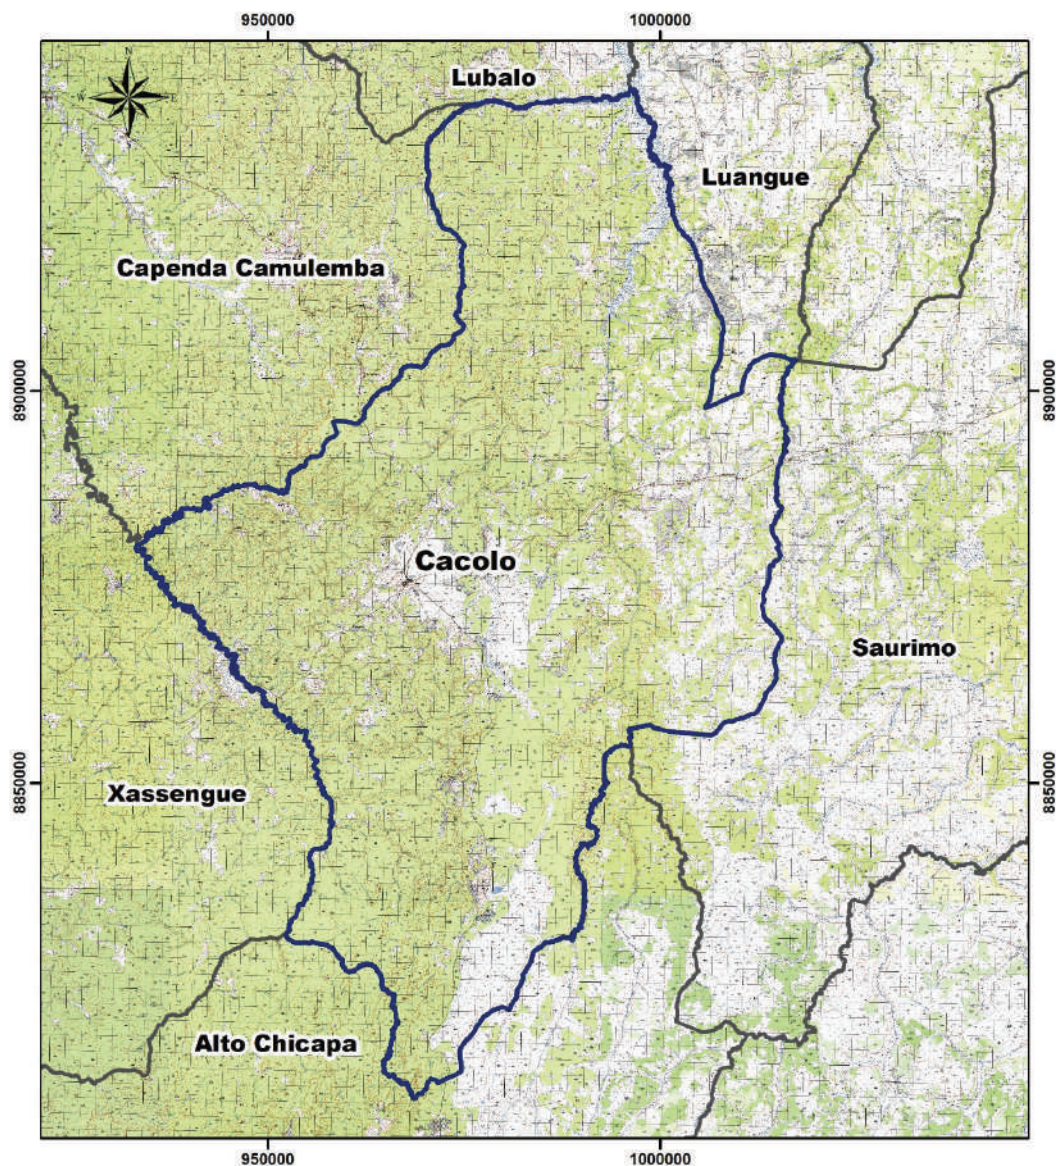 950000 1000000
Lubalo
Luangue
Capenda Camulemba
8900000 8900000
Cacolo
Saurimo
8850000 8850000
Xassengue
Alto Chicapa
950000 1000000